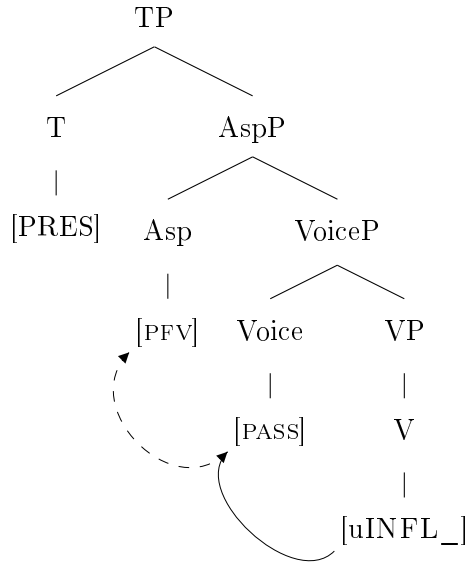 TP
T AspP
[PRES] Asp VoiceP
[PFV] Voice VP
[PASS] V
[uINFL_]